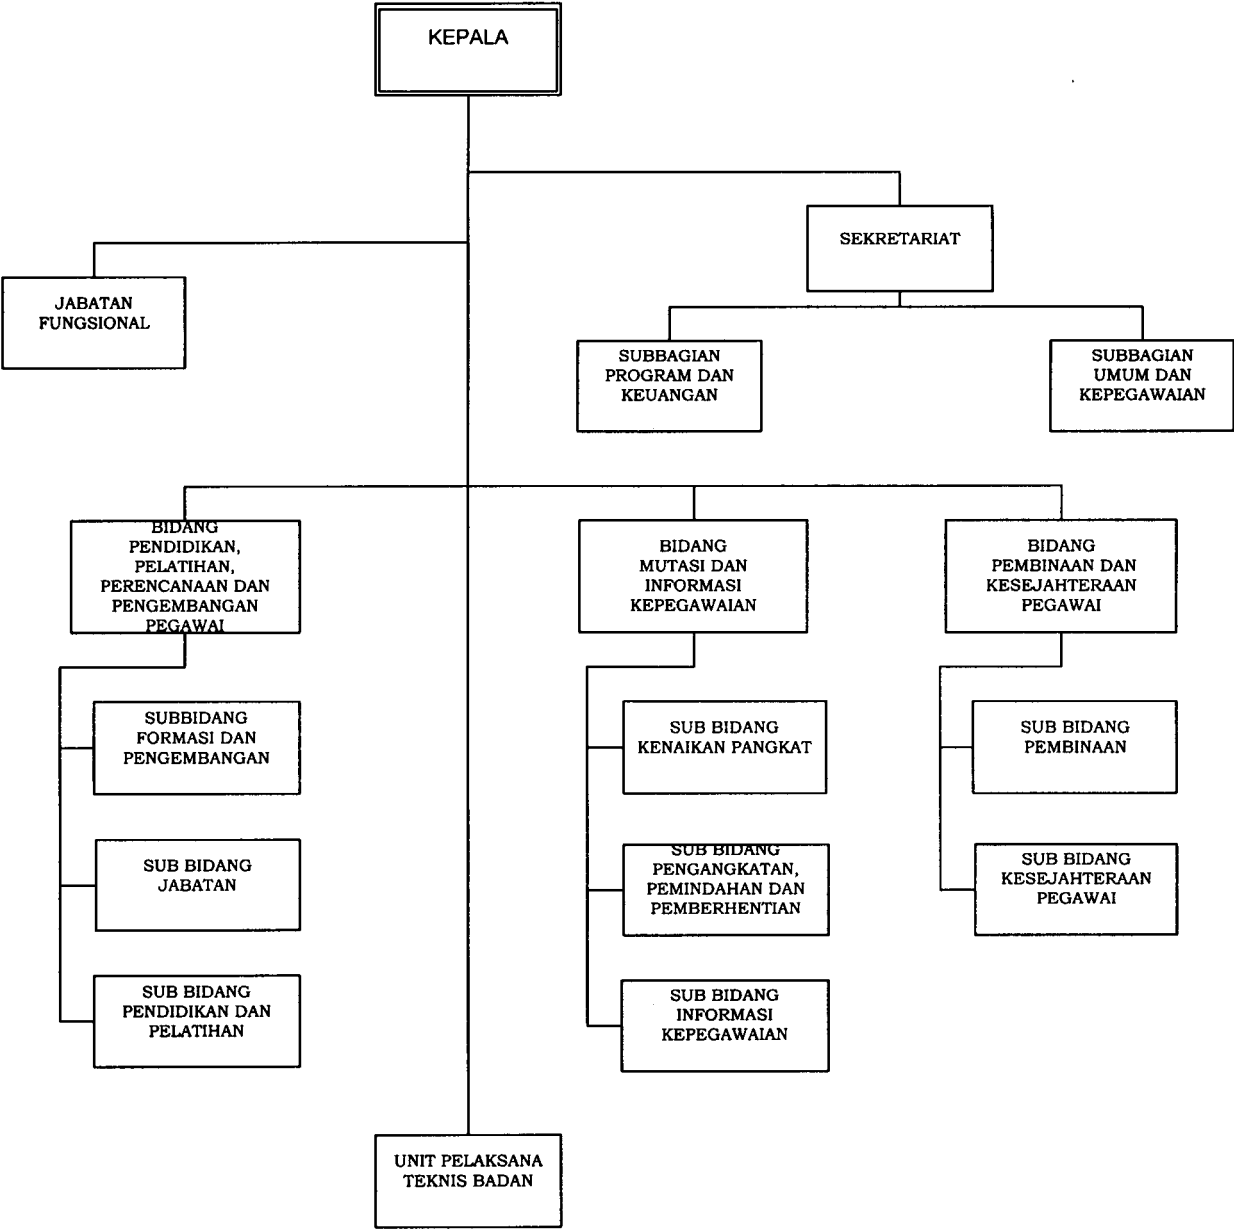 KEPALA
SEKRETARIAT
JABATAN
FUNGSIONAL
SUBBAGIAN
PROGRAM DAN
KEUANGAN
SUBBAGIAN
UMUM DAN
KEPEGAWAIAN
BIDANG
PENDIDIKAN,
PELATIHAN,
PERENCANAAN DAN
PENGEMBANGAN
PEGAWAI
BIDANG
MUTASI DAN
INFORMASI
KEPEGAWAIAN
BIDANG
PEMBINAAN DAN
KESEJAHTERAAN
PEGAWAI
SUBBIDANG
FORMASI DAN
PENGEMBANGAN
SUB BIDANG
JABATAN
SUB BIDANG
PENDIDIKAN DAN
PELATIHAN
SUB BIDANG
KENAIKAN PANGKAT
SUB BIDANG
PENGANGKATAN,
PEMINDAHAN DAN
PEMBERHENTIAN
SUB BIDANG
INFORMASI
KEPEGAWAIAN
SUB BIDANG
PEMBINAAN
SUB BIDANG
KESEJAHTERAAN
PEGAWAI
UNIT PELAKSANA
TEKNIS BADAN